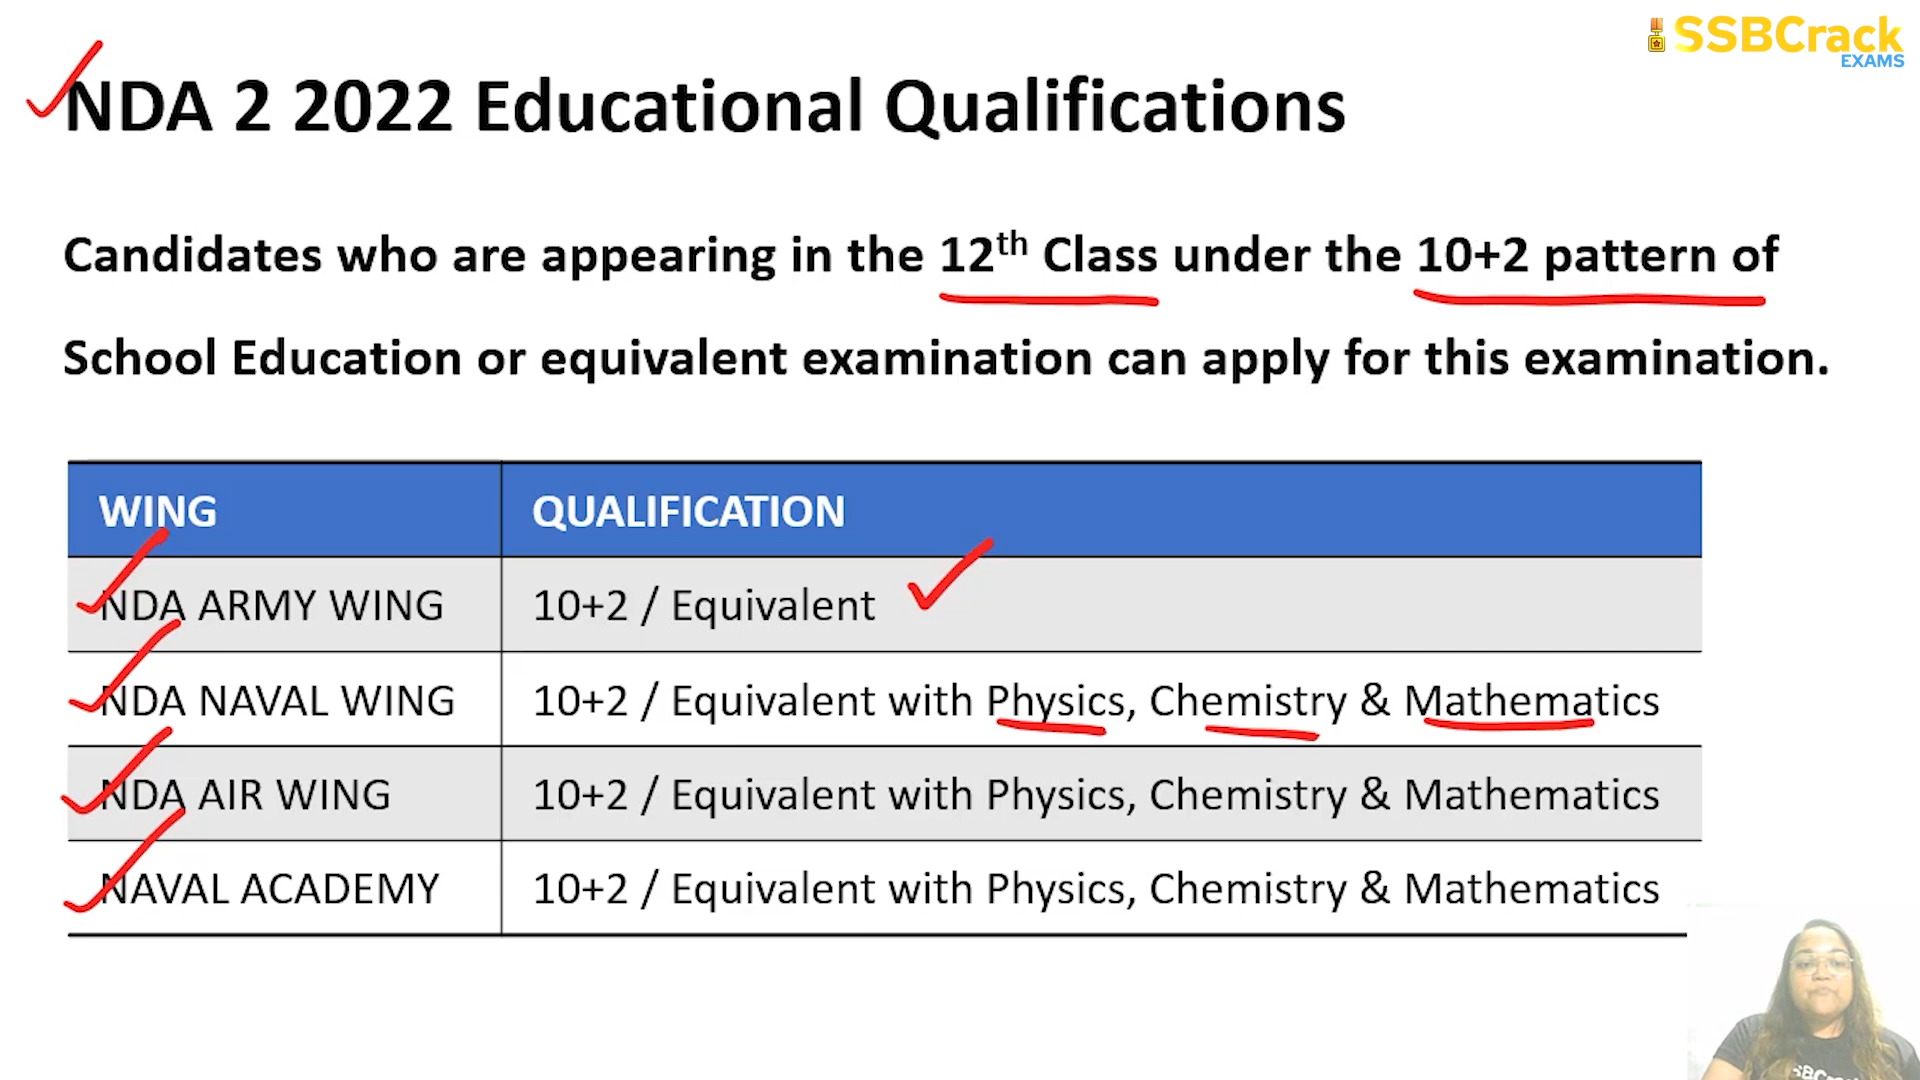 SSBCrack
EXAMS
NDA 2 2022 Educational Qualifications
Candidates who are appearing in the 12th Class under the 10+2 pattern of
School Education or equivalent examination can apply for this examination.
WING QUALIFICATION
NDA ARMY WING 10+2 / Equivalent
NDA NAVAL WING 10+2 / Equivalent with Physics, Chemistry & Mathematics
NDA AIR WING 10+2 / Equivalent with Physics, Chemistry & Mathematics
NAVAL ACADEMY 10+2 / Equivalent with Physics, Chemistry & Mathematics